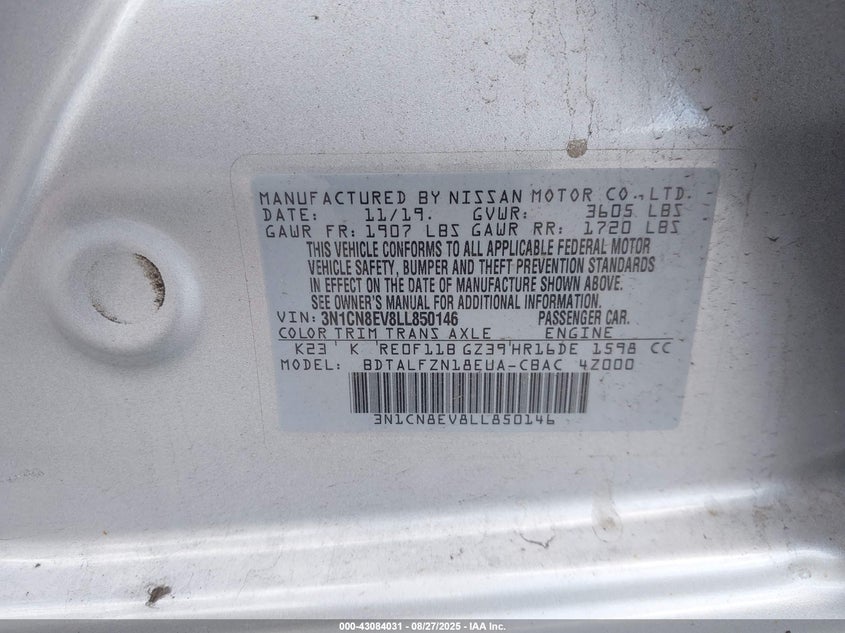 MANUFACTURED BY NISSAN MOTOR CO., LTD.
DATE: 11/19. GVWR: 3605 LBS
GAWR FR: 1907 LBS GAWR RR: 1720 LBS
THIS VEHICLE CONFORMS TO ALL APPLICABLE FEDERAL MOTOR
VEHICLE SAFETY, BUMPER AND THEFT PREVENTION STANDARDS
IN EFFECT ON THE DATE OF MANUFACTURE SHOWN ABOVE.
SEE OWNER'S MANUAL FOR ADDITIONAL INFORMATION.
VIN: 3N1CN8EV8LL850146 PASSENGER CAR.
COLOR TRIM TRANS AXLE ENGINE
K23 ' K 'RE0F11B GZ39'HR16DE 1598 CC
MODEL: BDTALFZN18EUA-CBAC 4Z000
3N1CN8EV8LL850146
000-43084031 - 08/27/2025 - IAA Inc.